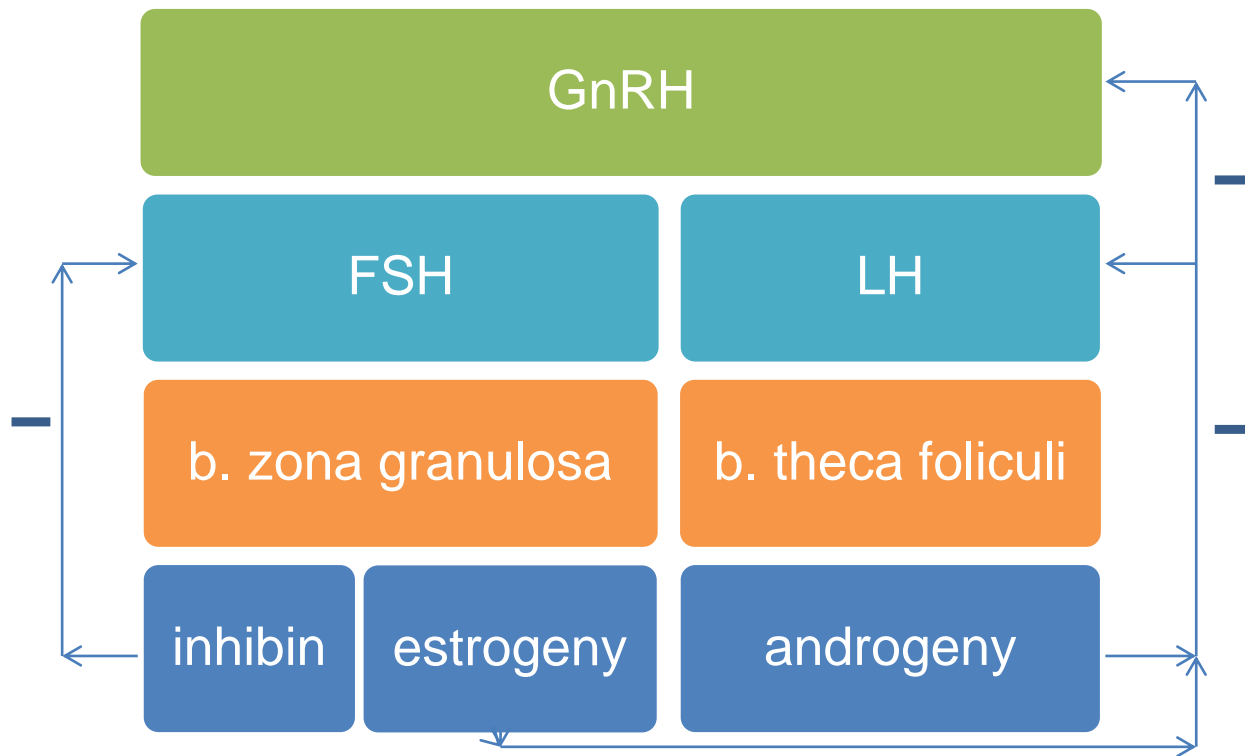 GnRH
FSH
LH
b. zona granulosa
b. theca foliculi
inhibin
estrogeny
androgeny